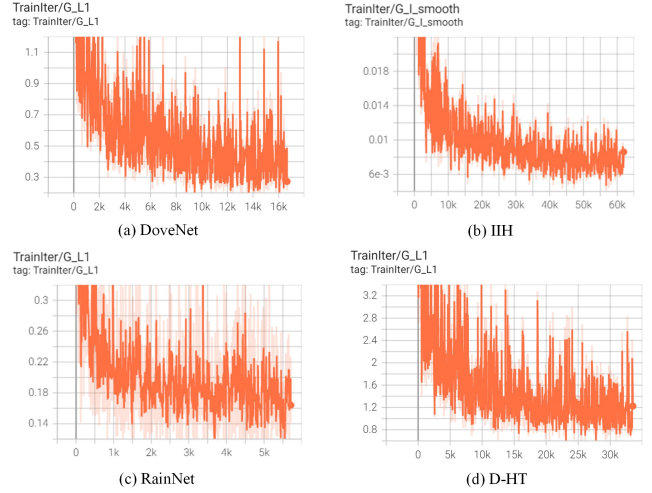 TrainIter/G_L1
tag: TrainIter/G_L1
1.1
0.9
0.7
0.5
0.3
0 2k 4k 6k 8k 10k 12k 14k 16k
(a) DoveNet
TrainIter/G_I_smooth
tag: TrainIter/G_I_smooth
0.018
0.014
0.01
6e-3
0 10k 20k 30k 40k 50k 60k
(b) IIH
TrainIter/G_L1
tag: TrainIter/G_L1
0.3
0.26
0.22
0.18
0.14
0 1k 2k 3k 4k 5k
(c) RainNet
TrainIter/G_L1
tag: TrainIter/G_L1
3.2
2.8
2.4
2
1.6
1.2
0.8
0 5k 10k 15k 20k 25k 30k
(d) D-HT